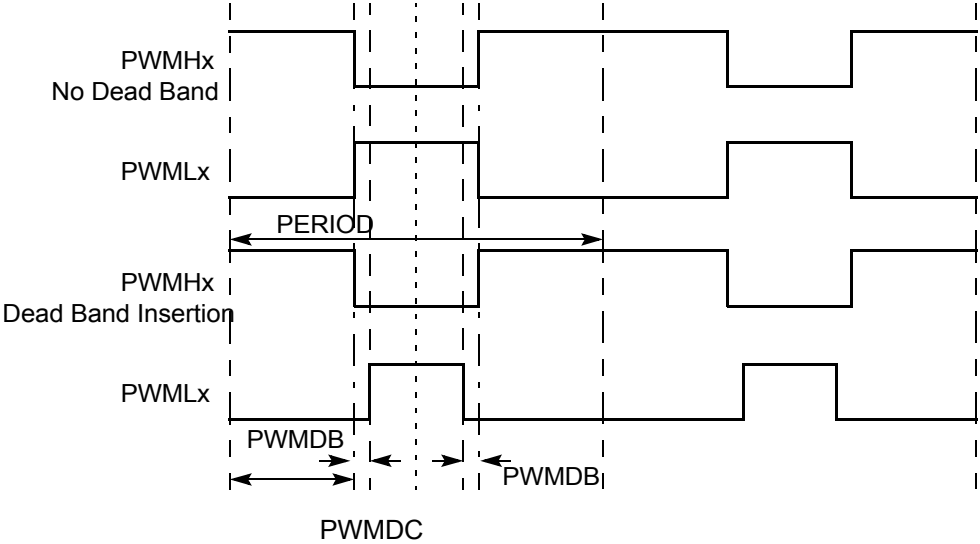 PWMHx
No Dead Band
PWMLx
PERIOD
PWMHx
Dead Band Insertion
PWMLx
PWMDB
PWMDB
PWMDC